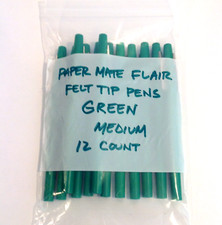 PAPER MATE FLAIR
FELT TIP PENS
GREEN
MEDIUM
12 COUNT